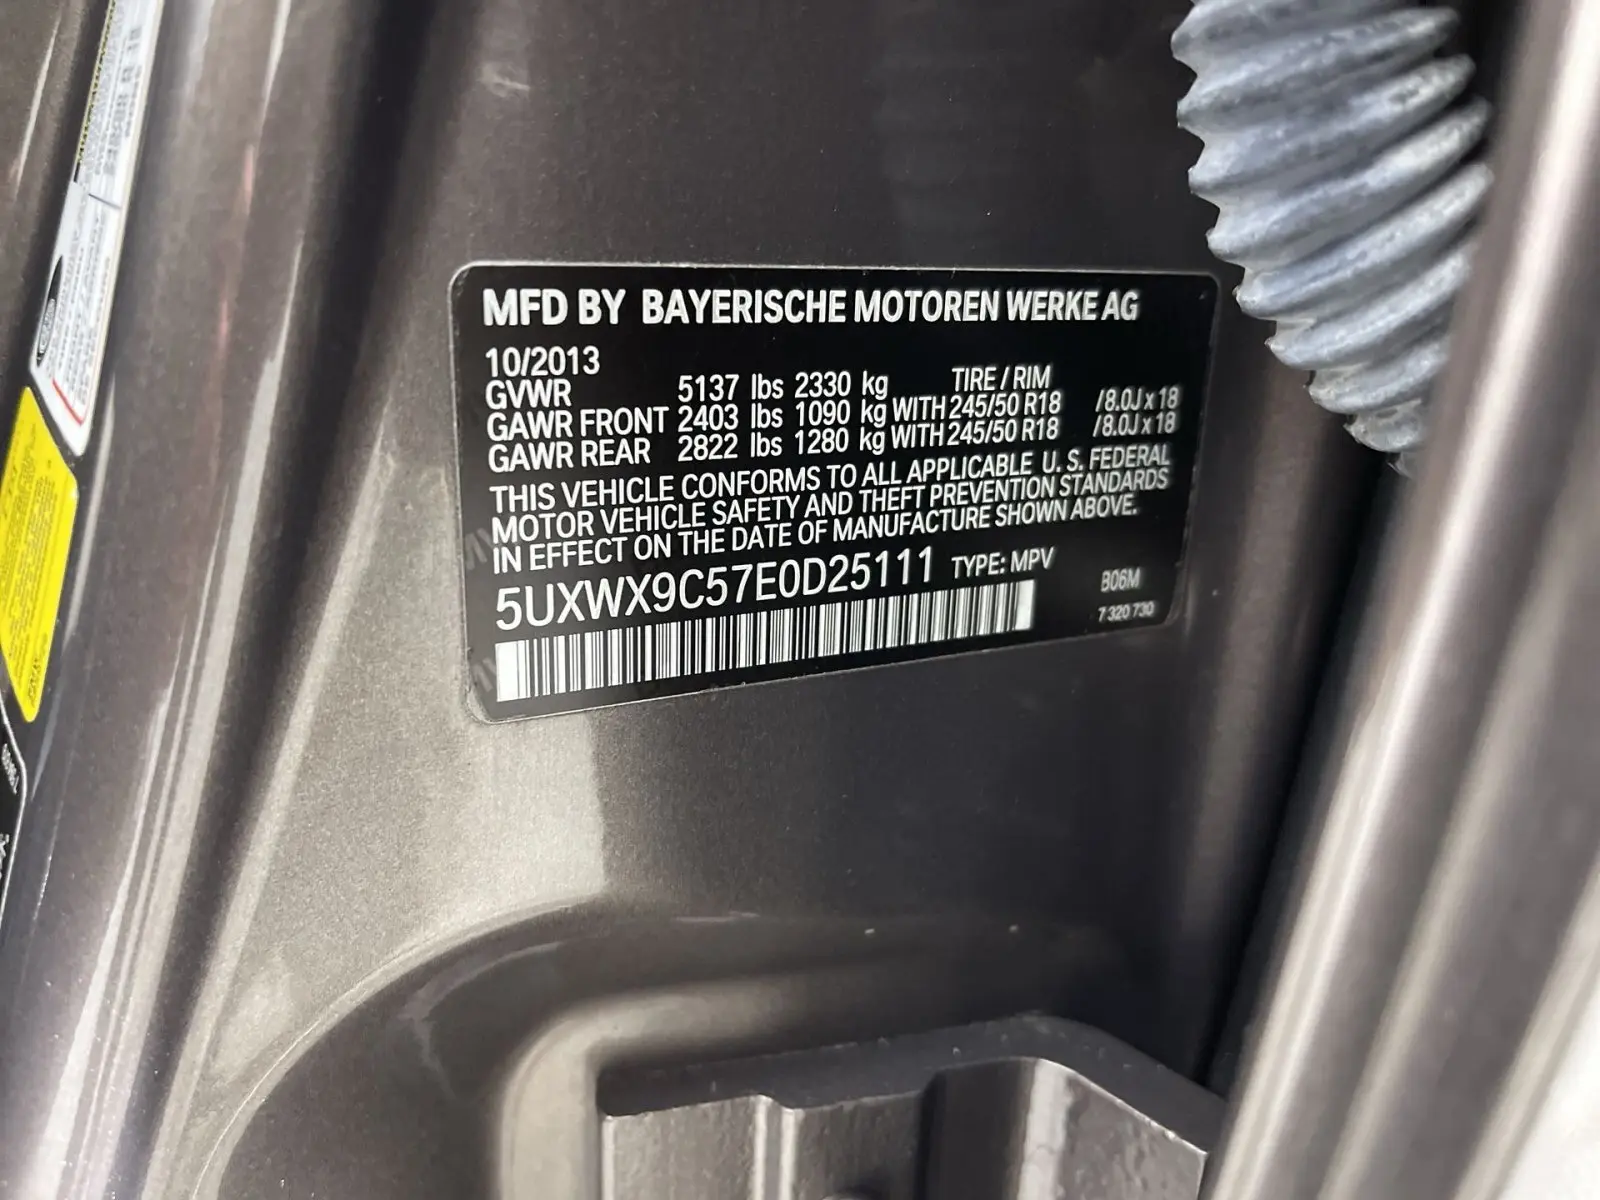 MFD BY BAYERISCHE MOTOREN WERKE AG
10/2013
TIRE / RIM
GVWR 5137 lbs 2330 kg
GAWR FRONT 2403 lbs 1090 kg WITH 245/50 R18 /8.0J x 18
GAWR REAR 2822 lbs 1280 kg WITH 245/50 R18 /8.0J x 18
THIS VEHICLE CONFORMS TO ALL APPLICABLE U. S. FEDERAL
MOTOR VEHICLE SAFETY AND THEFT PREVENTION STANDARDS
IN EFFECT ON THE DATE OF MANUFACTURE SHOWN ABOVE.
5UXWX9C57E0D25111 TYPE: MPV
B06M
7 320 730